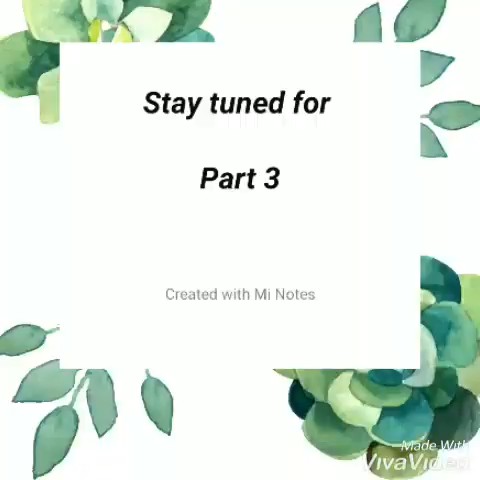 Stay tuned for
Part 3
Created with Mi Notes
Made With
VivaVideo